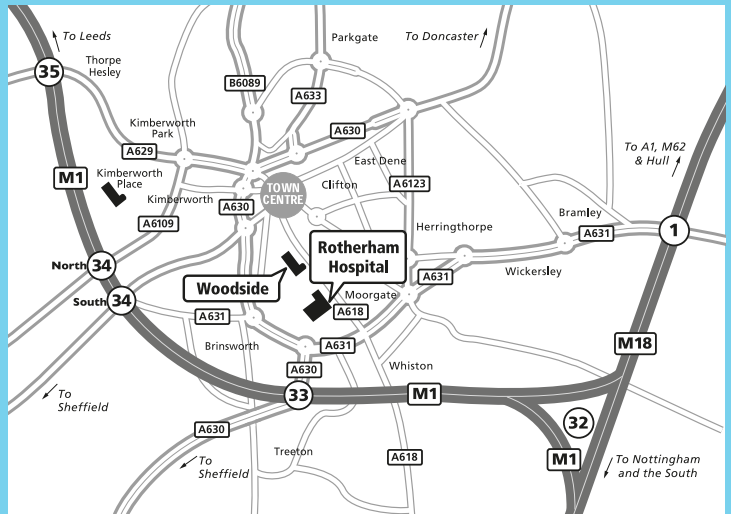 To Leeds
Parkgate
To Doncaster
Thorpe
Hesley
35
B6089
A633
Kimberworth
Park
A630
A629
East Dene
To A1, M62
& Hull
M1
Kimberworth
Place
TOWN
CENTRE
Clifton
A6123
Kimberworth
A630
A6109
Herringthorpe
Bramley
A631
1
North
34
Rotherham
Hospital
Wickersley
A631
Woodside
South
34
Moorgate
A618
A631
Brinsworth
A631
M18
A630
Whiston
33
M1
To
Sheffield
32
A630
Treeton
To
Sheffield
A618
M1
To Nottingham
and the South